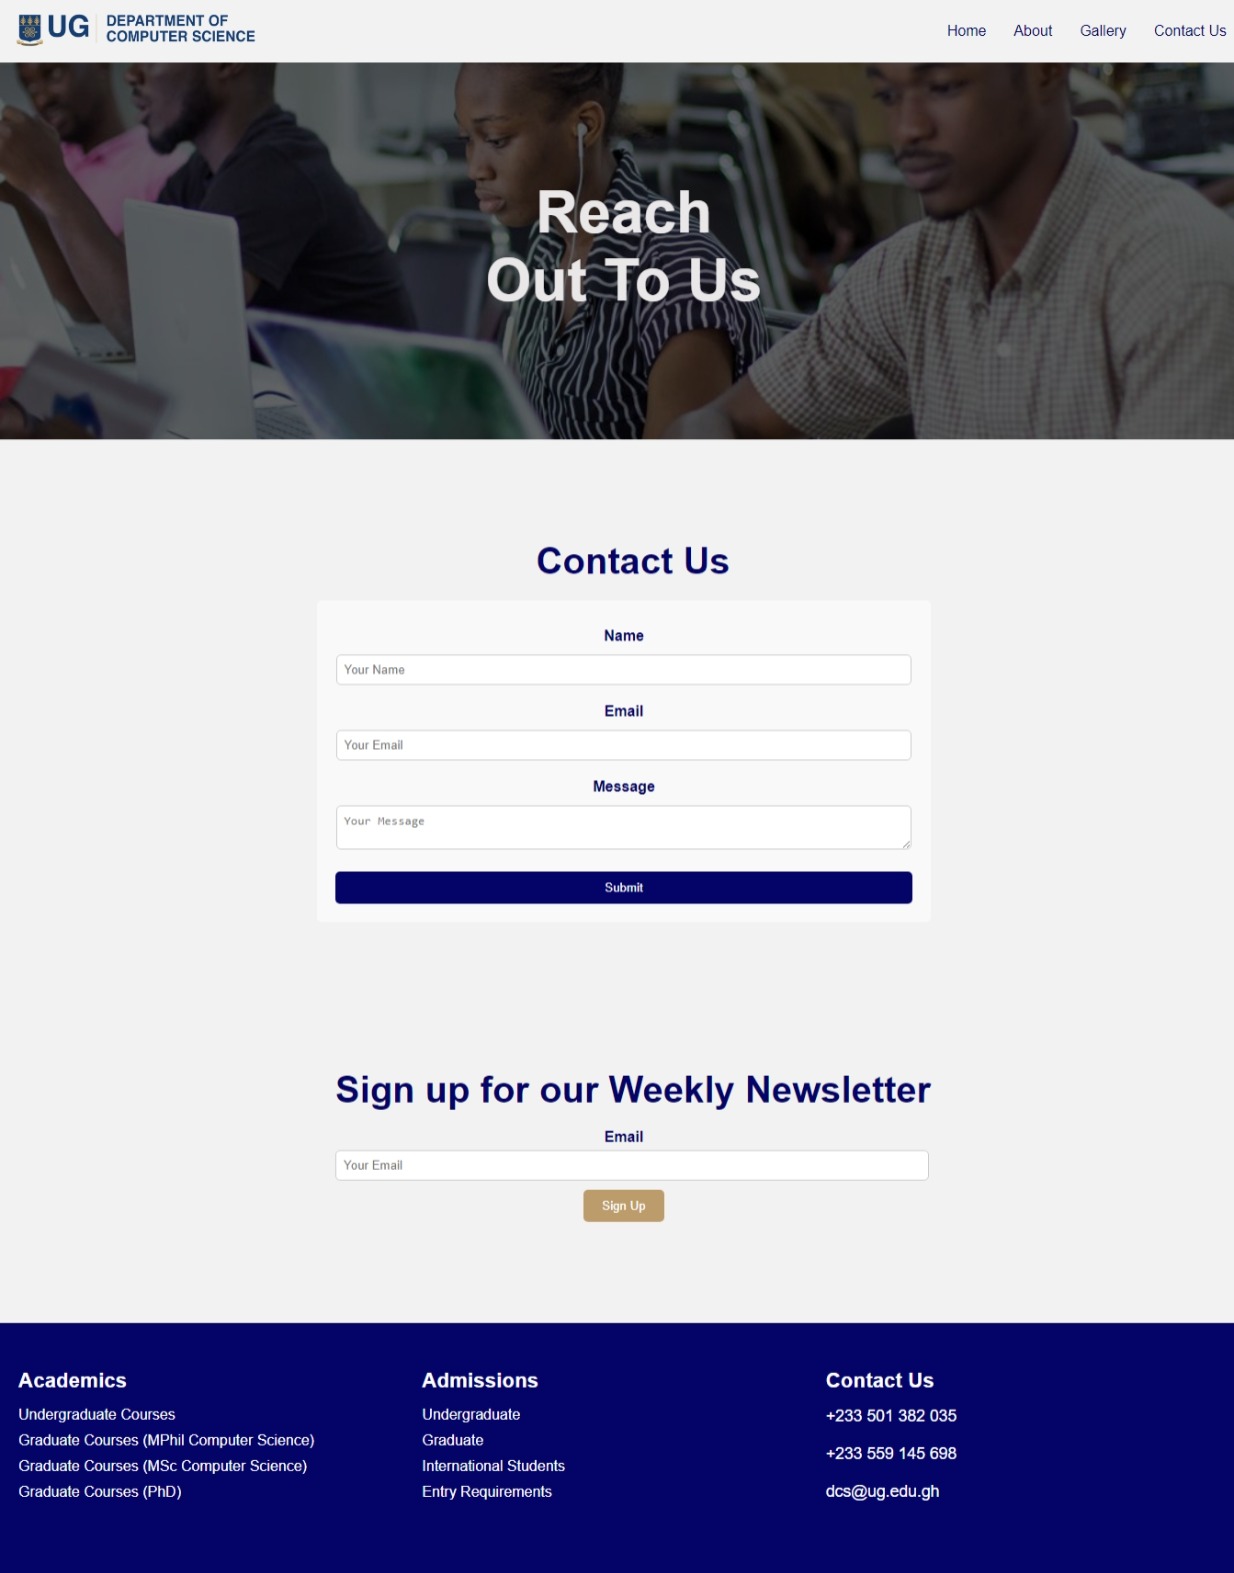 UG
DEPARTMENT OF
COMPUTER SCIENCE
Home
About
Gallery
Contact Us
Reach
Out To Us
Contact Us
Name
Your Name
Email
Your Email
Message
Your Message
Submit
Sign up for our Weekly Newsletter
Email
Your Email
Sign Up
Academics
Undergraduate Courses
Graduate Courses (MPhil Computer Science)
Graduate Courses (MSc Computer Science)
Graduate Courses (PhD)
Admissions
Undergraduate
Graduate
International Students
Entry Requirements
Contact Us
+233 501 382 035
+233 559 145 698
dcs@ug.edu.gh